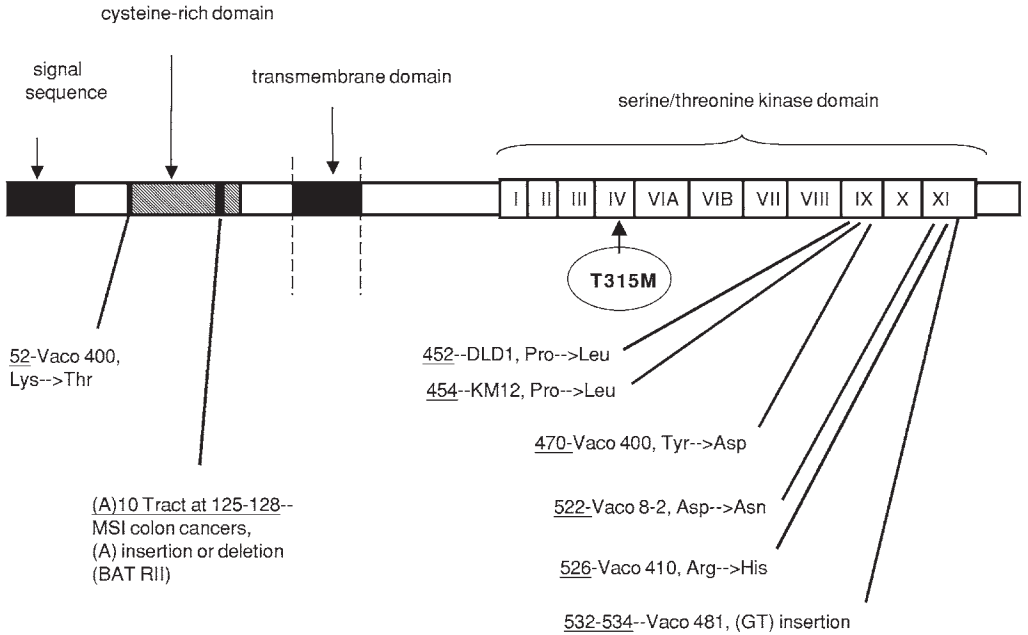 cysteine-rich domain
signal
sequence
transmembrane domain
serine/threonine kinase domain
I II III IV VIA VIB VII VIII IX X XI
T315M
52-Vaco 400,
Lys-->Thr
452--DLD1, Pro-->Leu
454--KM12, Pro-->Leu
470-Vaco 400, Tyr-->Asp
(A)10 Tract at 125-128--
MSI colon cancers,
(A) insertion or deletion
(BAT RII)
522-Vaco 8-2, Asp-->Asn
526-Vaco 410, Arg-->His
532-534--Vaco 481, (GT) insertion